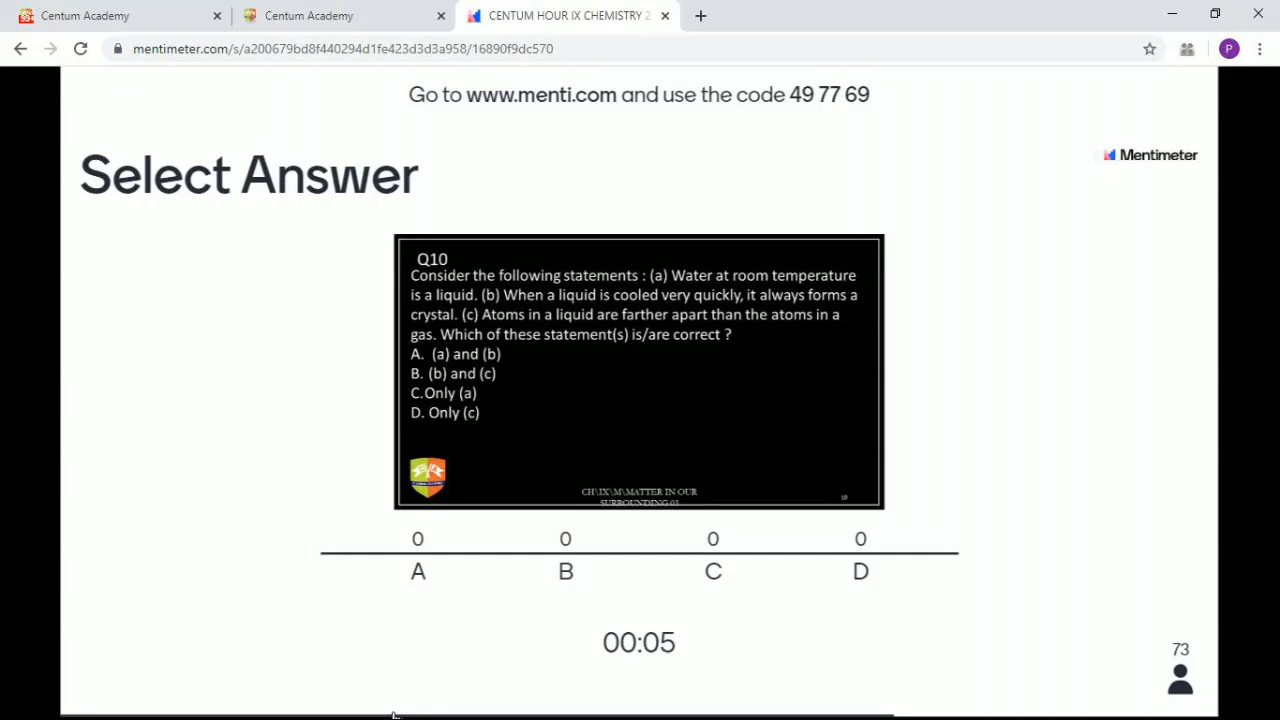 Centum Academy
Centum Academy
CENTUM HOUR IX CHEMISTRY 2
mentimeter.com/s/a200679bd8f440294d1fe423d3d3a958/16890f9dc570
P
Go to www.menti.com and use the code 49 77 69
Select Answer
Mentimeter
Q10
Consider the following statements : (a) Water at room temperature
is a liquid. (b) When a liquid is cooled very quickly, it always forms a
crystal. (c) Atoms in a liquid are farther apart than the atoms in a
gas. Which of these statement(s) is/are correct ?
A. (a) and (b)
B. (b) and (c)
C.Only (a)
D. Only (c)
CH\IX\M\MATTER IN OUR
SURROUNDING.03
10
0 0 0 0
A B C D
00:05
73